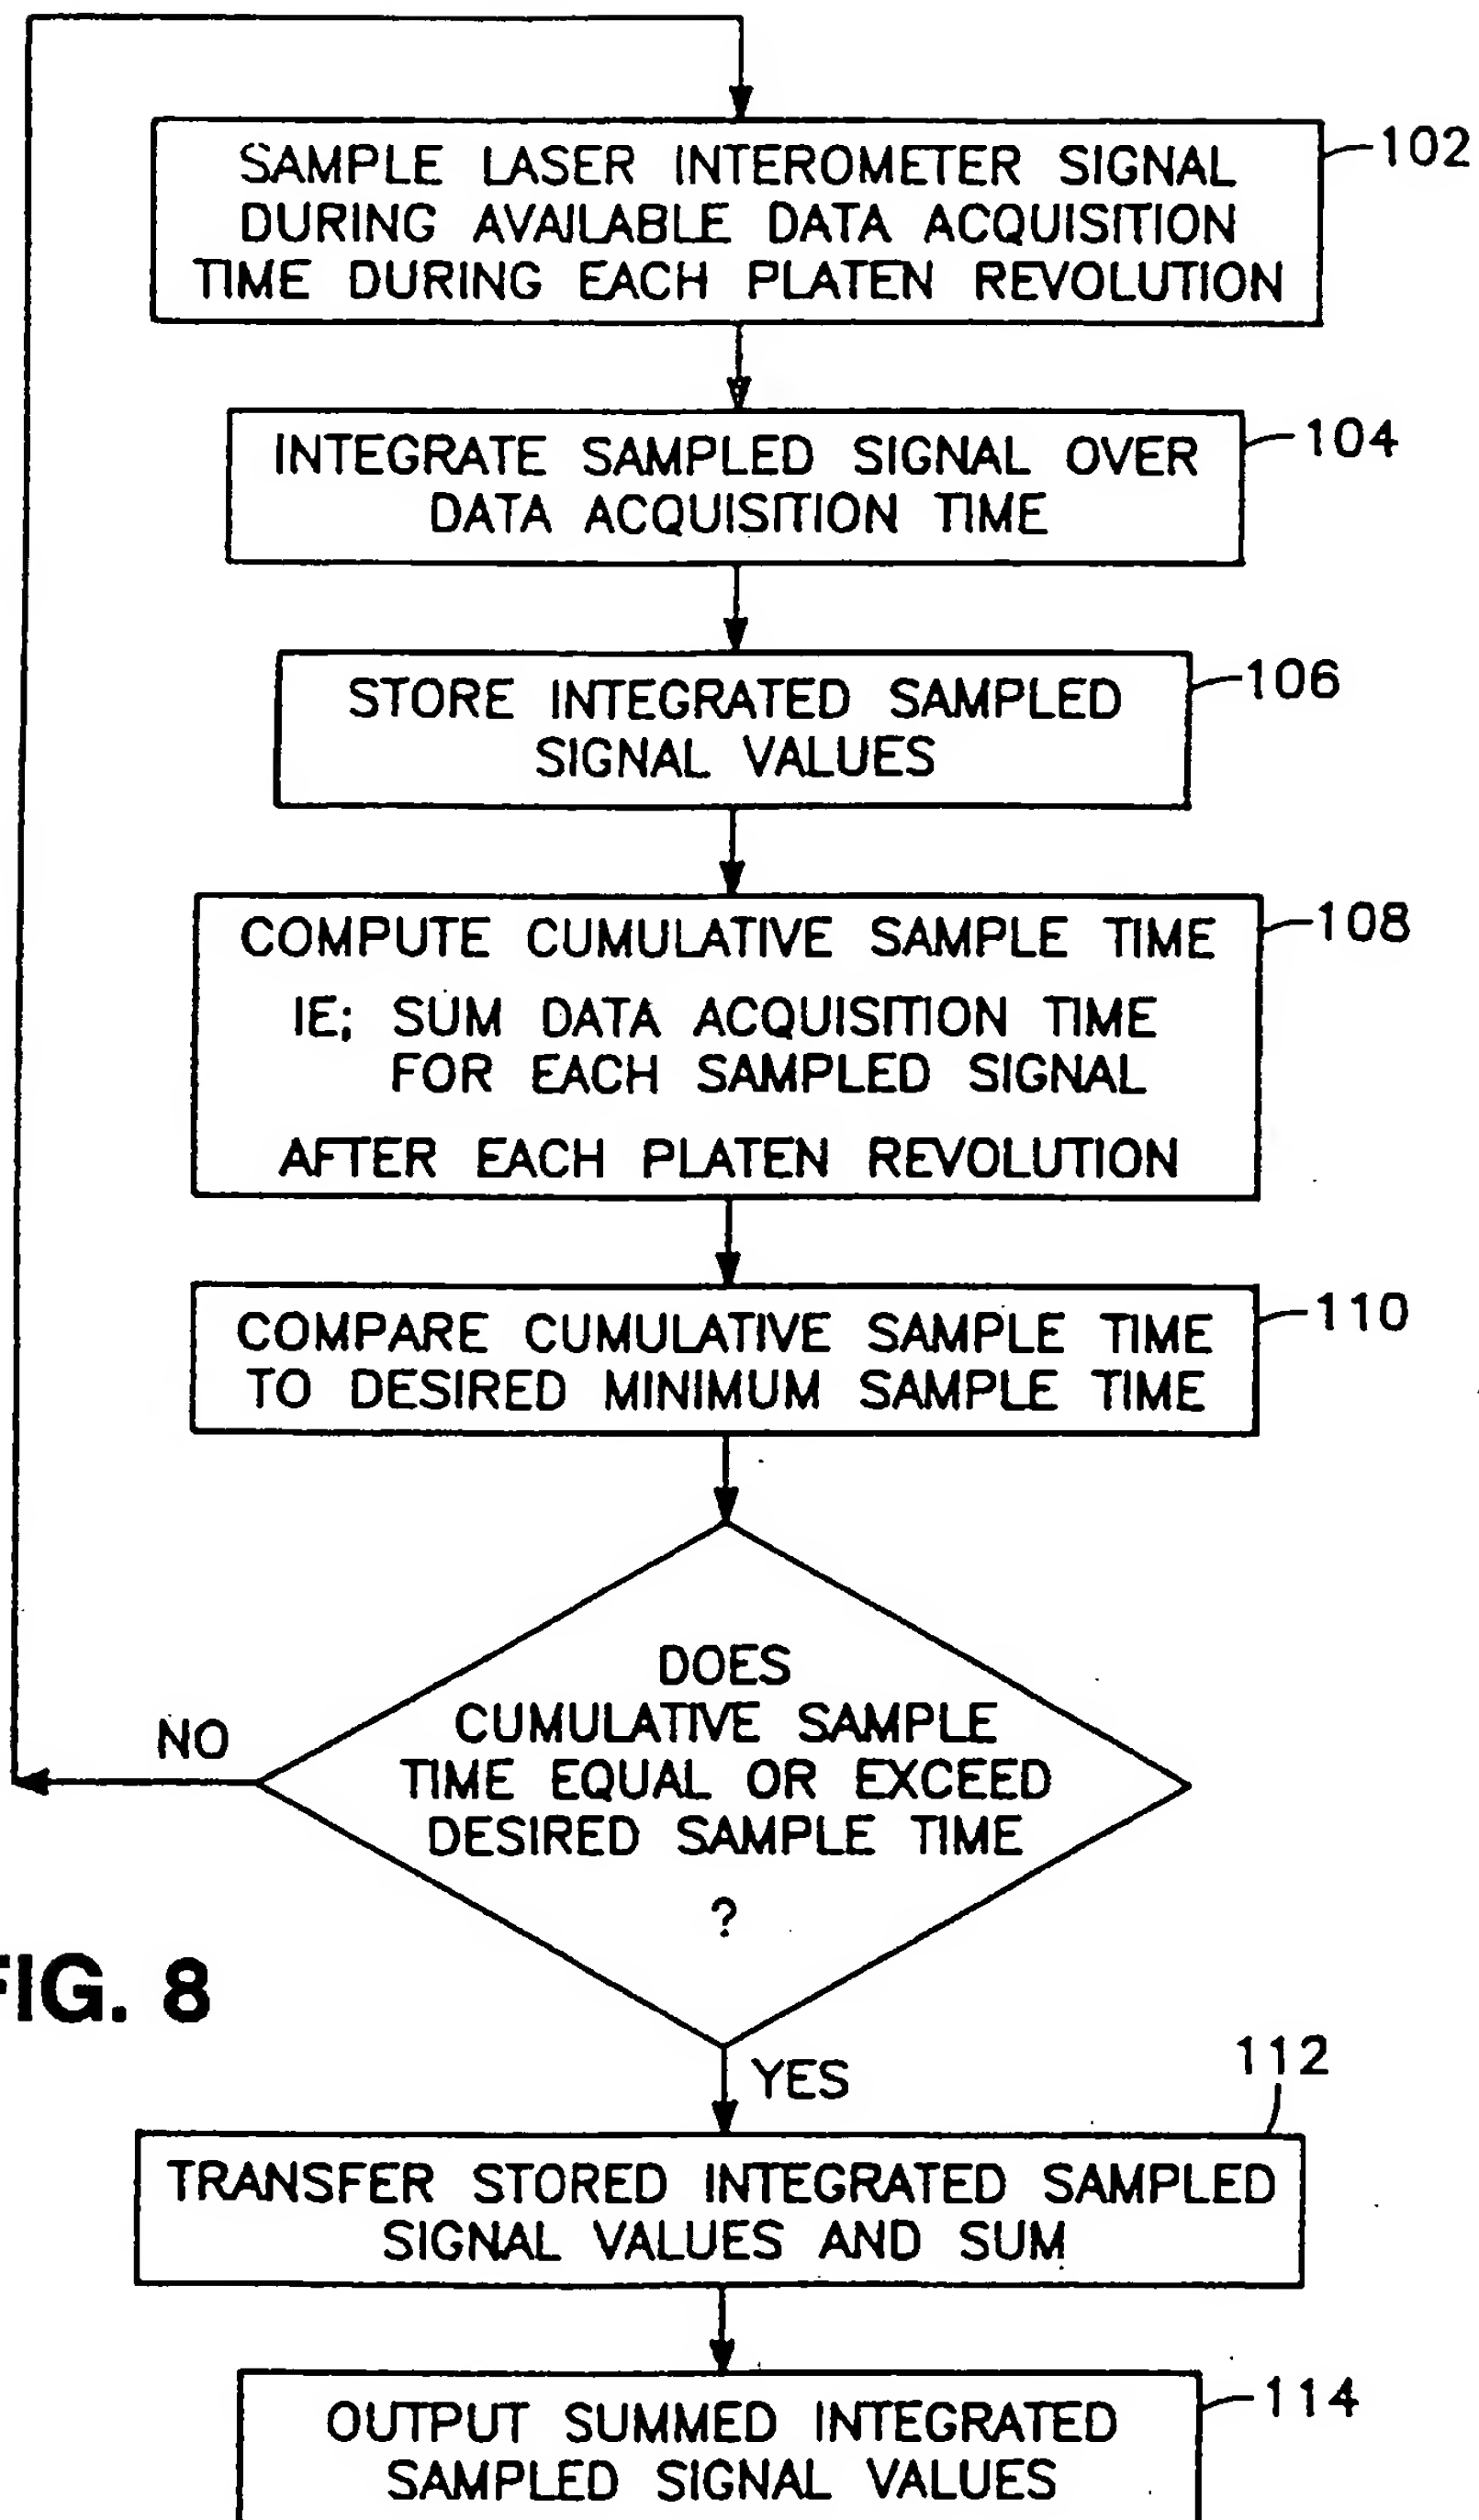 SAMPLE LASER INTEROMETER SIGNAL
DURING AVAILABLE DATA ACQUISITION
TIME DURING EACH PLATEN REVOLUTION
102
INTEGRATE SAMPLED SIGNAL OVER
DATA ACQUISITION TIME
104
STORE INTEGRATED SAMPLED
SIGNAL VALUES
106
COMPUTE CUMULATIVE SAMPLE TIME
IE; SUM DATA ACQUISITION TIME
FOR EACH SAMPLED SIGNAL
AFTER EACH PLATEN REVOLUTION
108
COMPARE CUMULATIVE SAMPLE TIME
TO DESIRED MINIMUM SAMPLE TIME
110
DOES
CUMULATIVE SAMPLE
TIME EQUAL OR EXCEED
DESIRED SAMPLE TIME
?
NO
FIG. 8
YES
112
TRANSFER STORED INTEGRATED SAMPLED
SIGNAL VALUES AND SUM
OUTPUT SUMMED INTEGRATED
SAMPLED SIGNAL VALUES
114